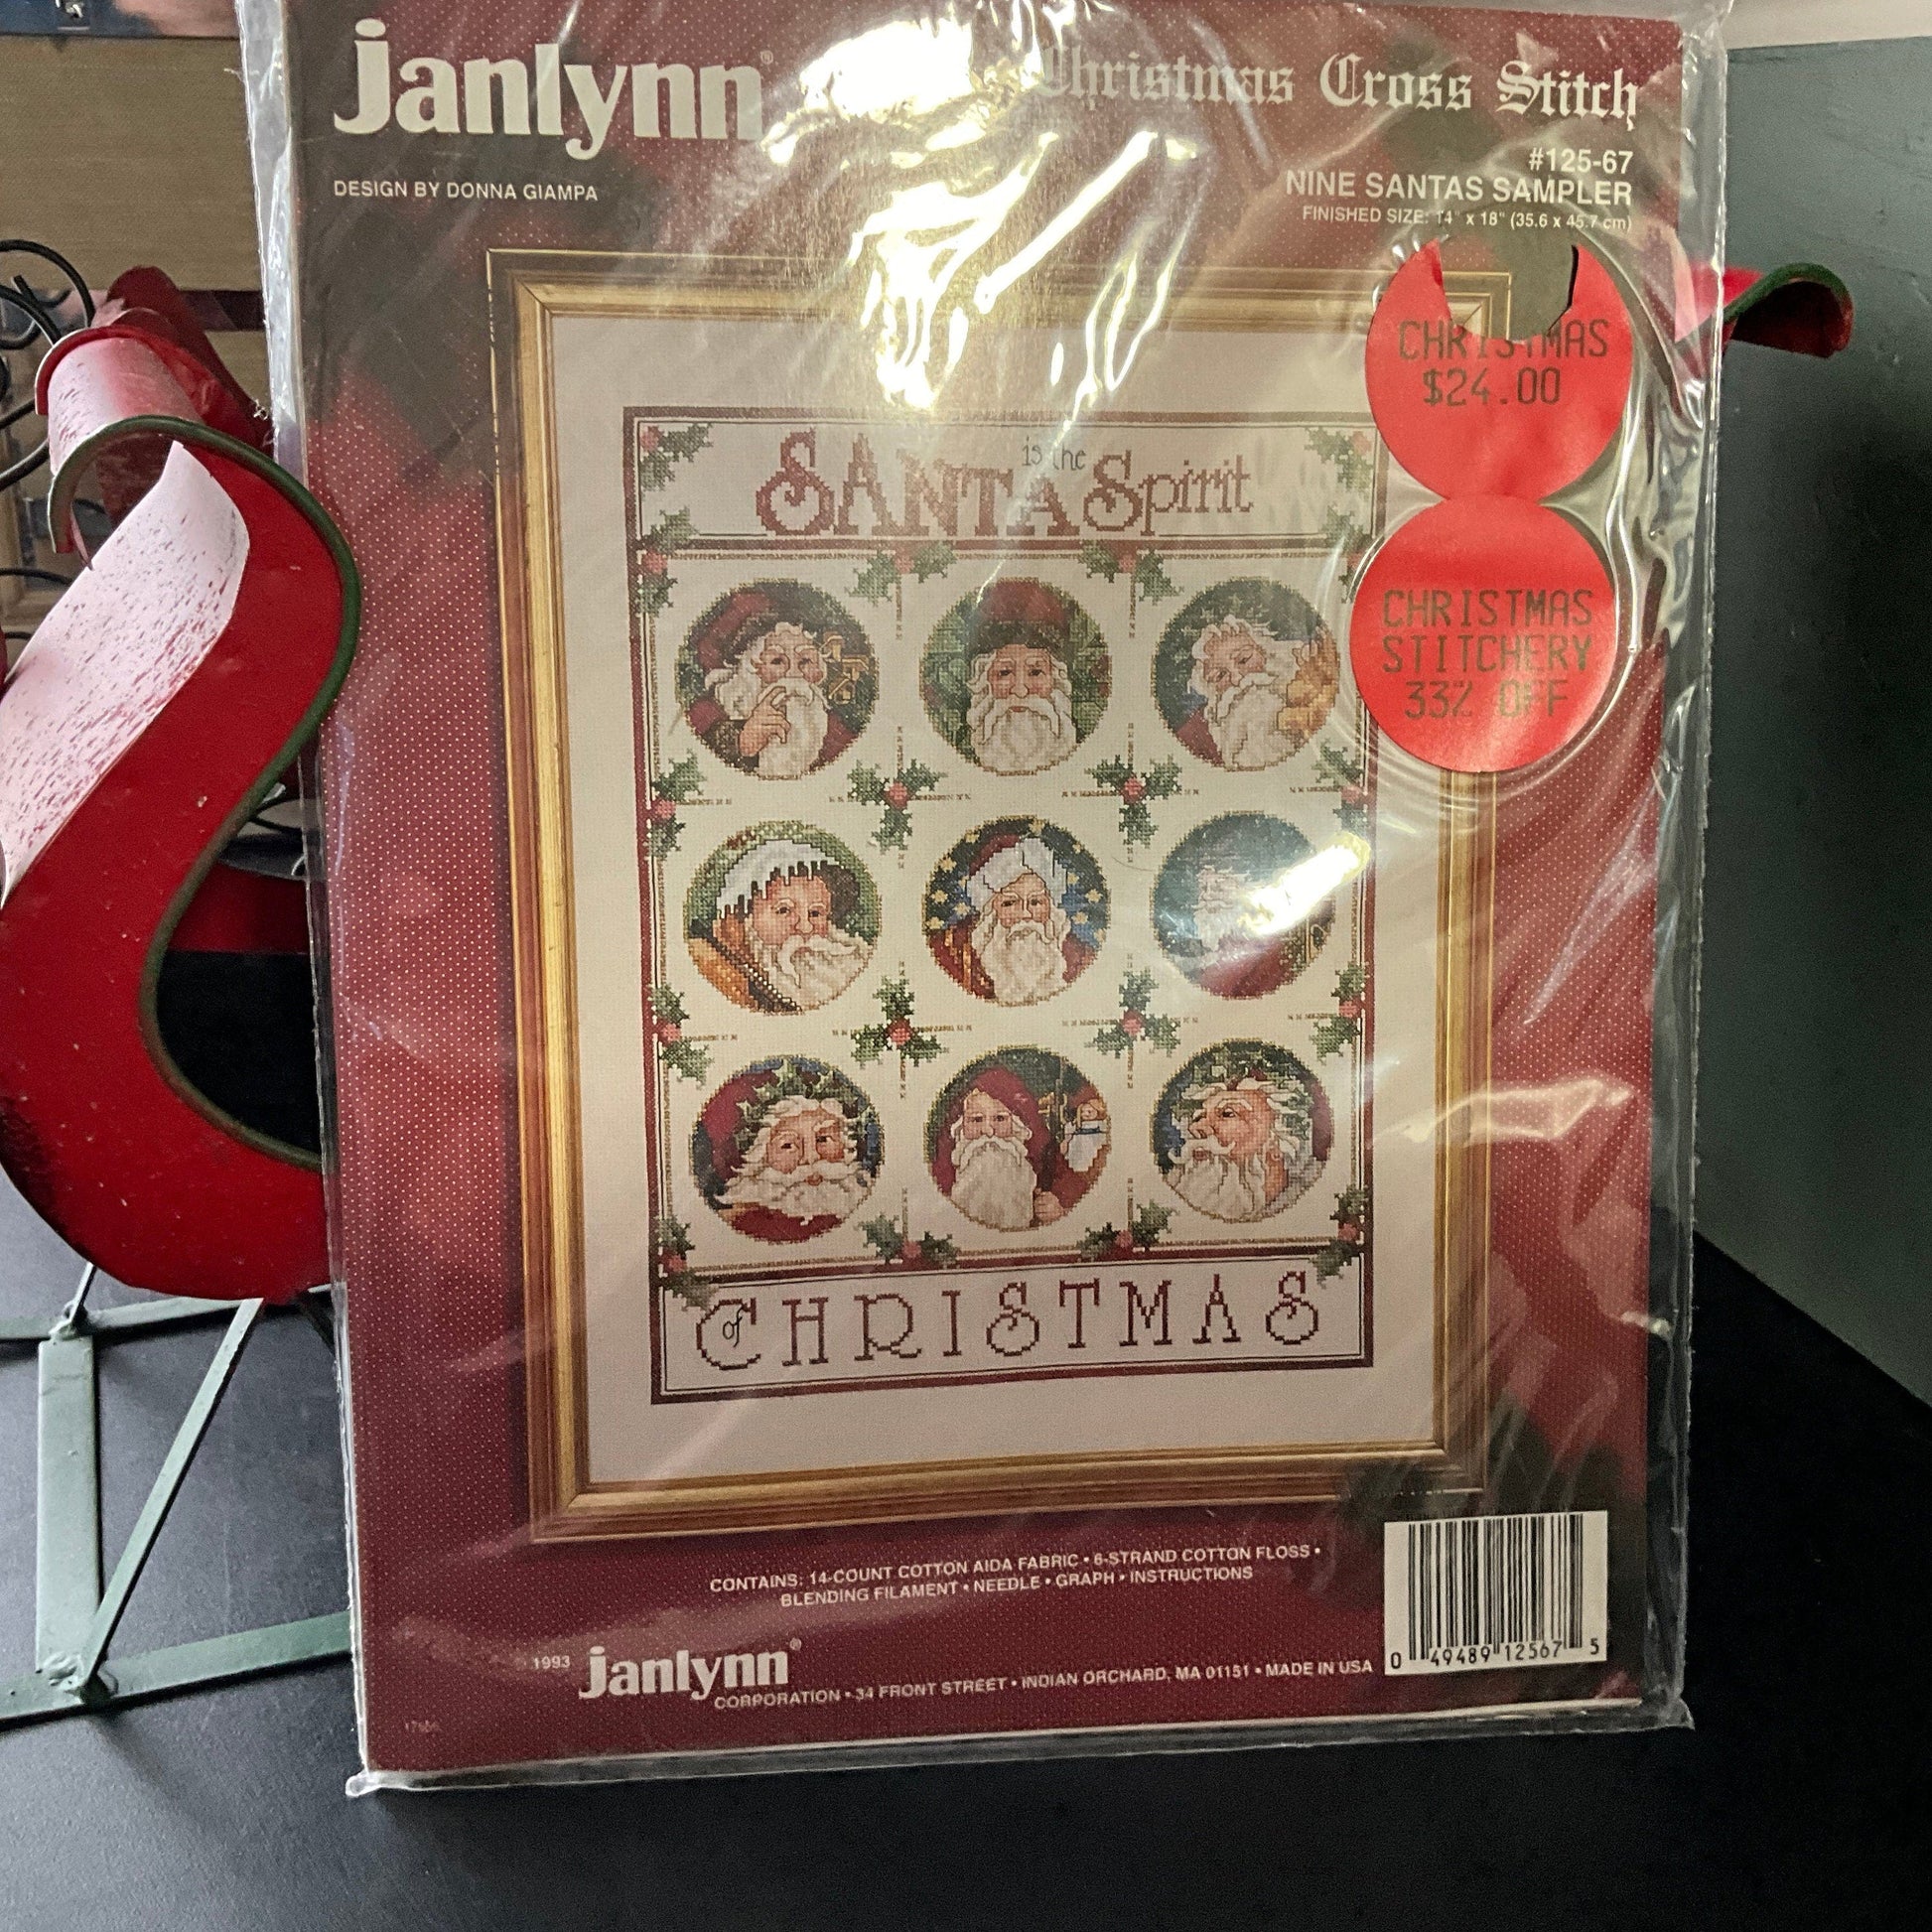 janlynn®
Christmas Cross Stitch
DESIGN BY DONNA GIAMPA
#125-67
NINE SANTAS SAMPLER
FINISHED SIZE: 14" x 18" (35.6 x 45.7 cm)
CHRISTMAS
$24.00
CHRISTMAS
STITCHERY
33% OFF
SANTA is the Spirit
of CHRISTMAS
CONTAINS: 14-COUNT COTTON AIDA FABRIC • 6-STRAND COTTON FLOSS •
BLENDING FILAMENT • NEEDLE • GRAPH • INSTRUCTIONS
1993 janlynn®
CORPORATION • 34 FRONT STREET • INDIAN ORCHARD, MA 01151 • MADE IN USA
0 49489 12567 5